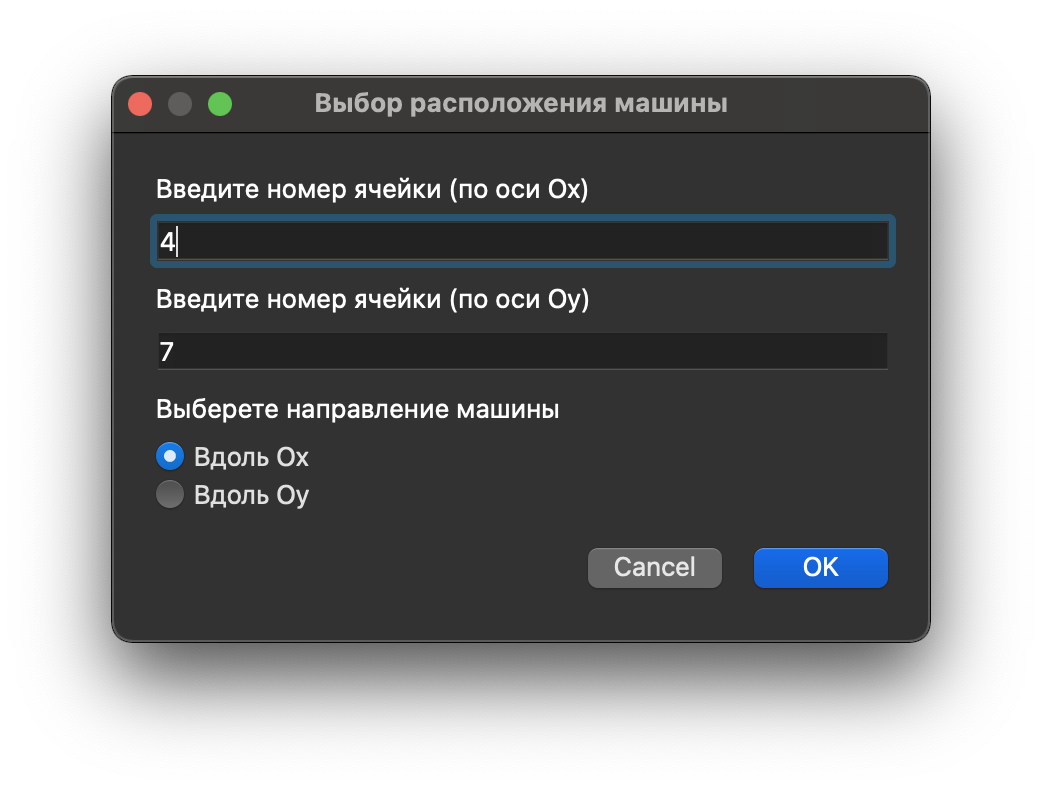 Выбор расположения машины
Введите номер ячейки (по оси Ox)
4
Введите номер ячейки (по оси Oy)
7
Выберете направление машины
Вдоль Ox
Вдоль Oy
Cancel OK